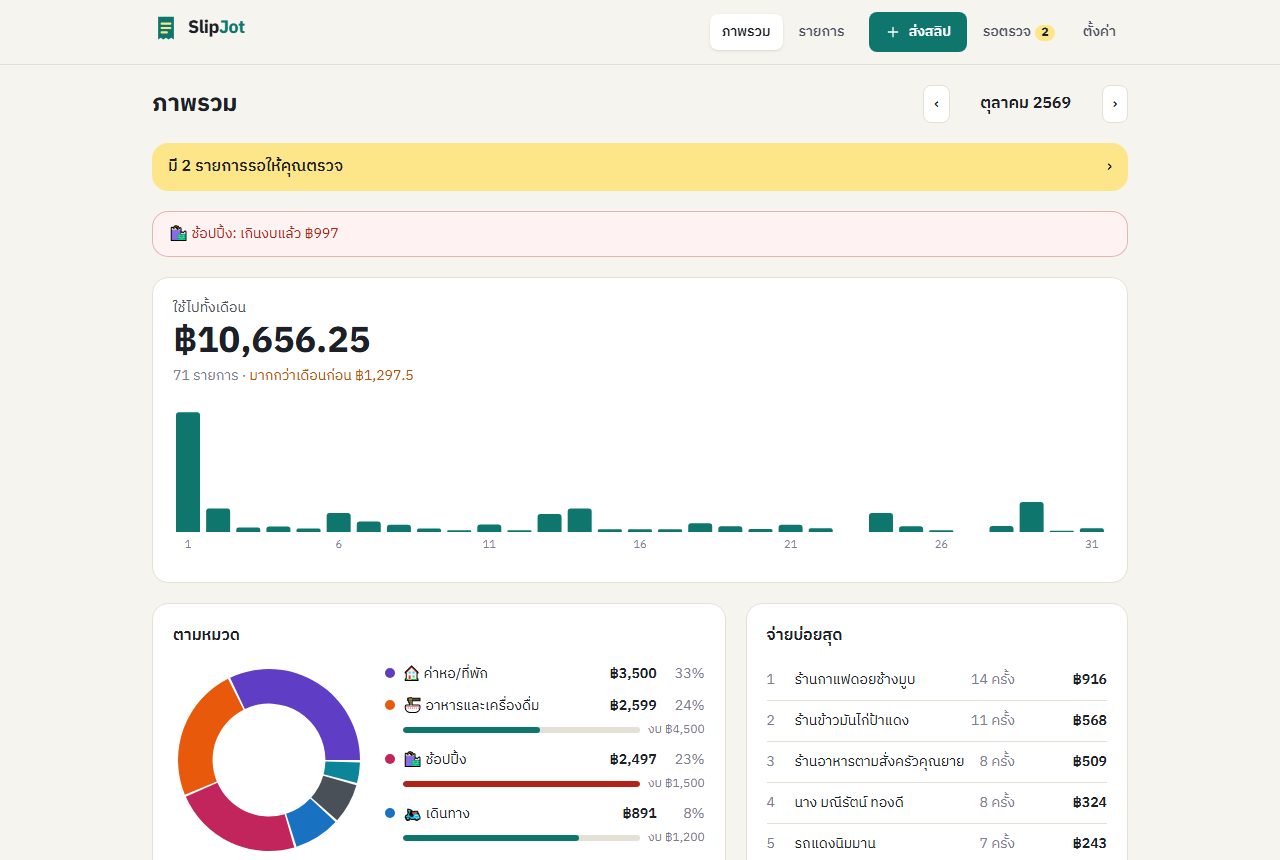 SlipJot
ภาพรวม
รายการ
+ ส่งสลิป
รอตรวจ 2
ตั้งค่า
ภาพรวม
‹
ตุลาคม 2569
›
มี 2 รายการรอให้คุณตรวจ ›
🛍️ ช้อปปิ้ง: เกินงบแล้ว ฿997
ใช้ไปทั้งเดือน
฿10,656.25
71 รายการ · มากกว่าเดือนก่อน ฿1,297.5
1 6 11 16 21 26 31
ตามหมวด
🏠 ค่าหอ/ที่พัก ฿3,500 33%
🍜 อาหารและเครื่องดื่ม ฿2,599 24%
งบ ฿4,500
🛍️ ช้อปปิ้ง ฿2,497 23%
งบ ฿1,500
🛵 เดินทาง ฿891 8%
งบ ฿1,200
จ่ายบ่อยสุด
1 ร้านกาแฟดอยช้างมูบ 14 ครั้ง ฿916
2 ร้านข้าวมันไก่ป้าแดง 11 ครั้ง ฿568
3 ร้านอาหารตามสั่งครัวคุณยาย 8 ครั้ง ฿509
4 นาง มณีรัตน์ ทองดี 8 ครั้ง ฿324
5 รถแดงนิมมาน 7 ครั้ง ฿243